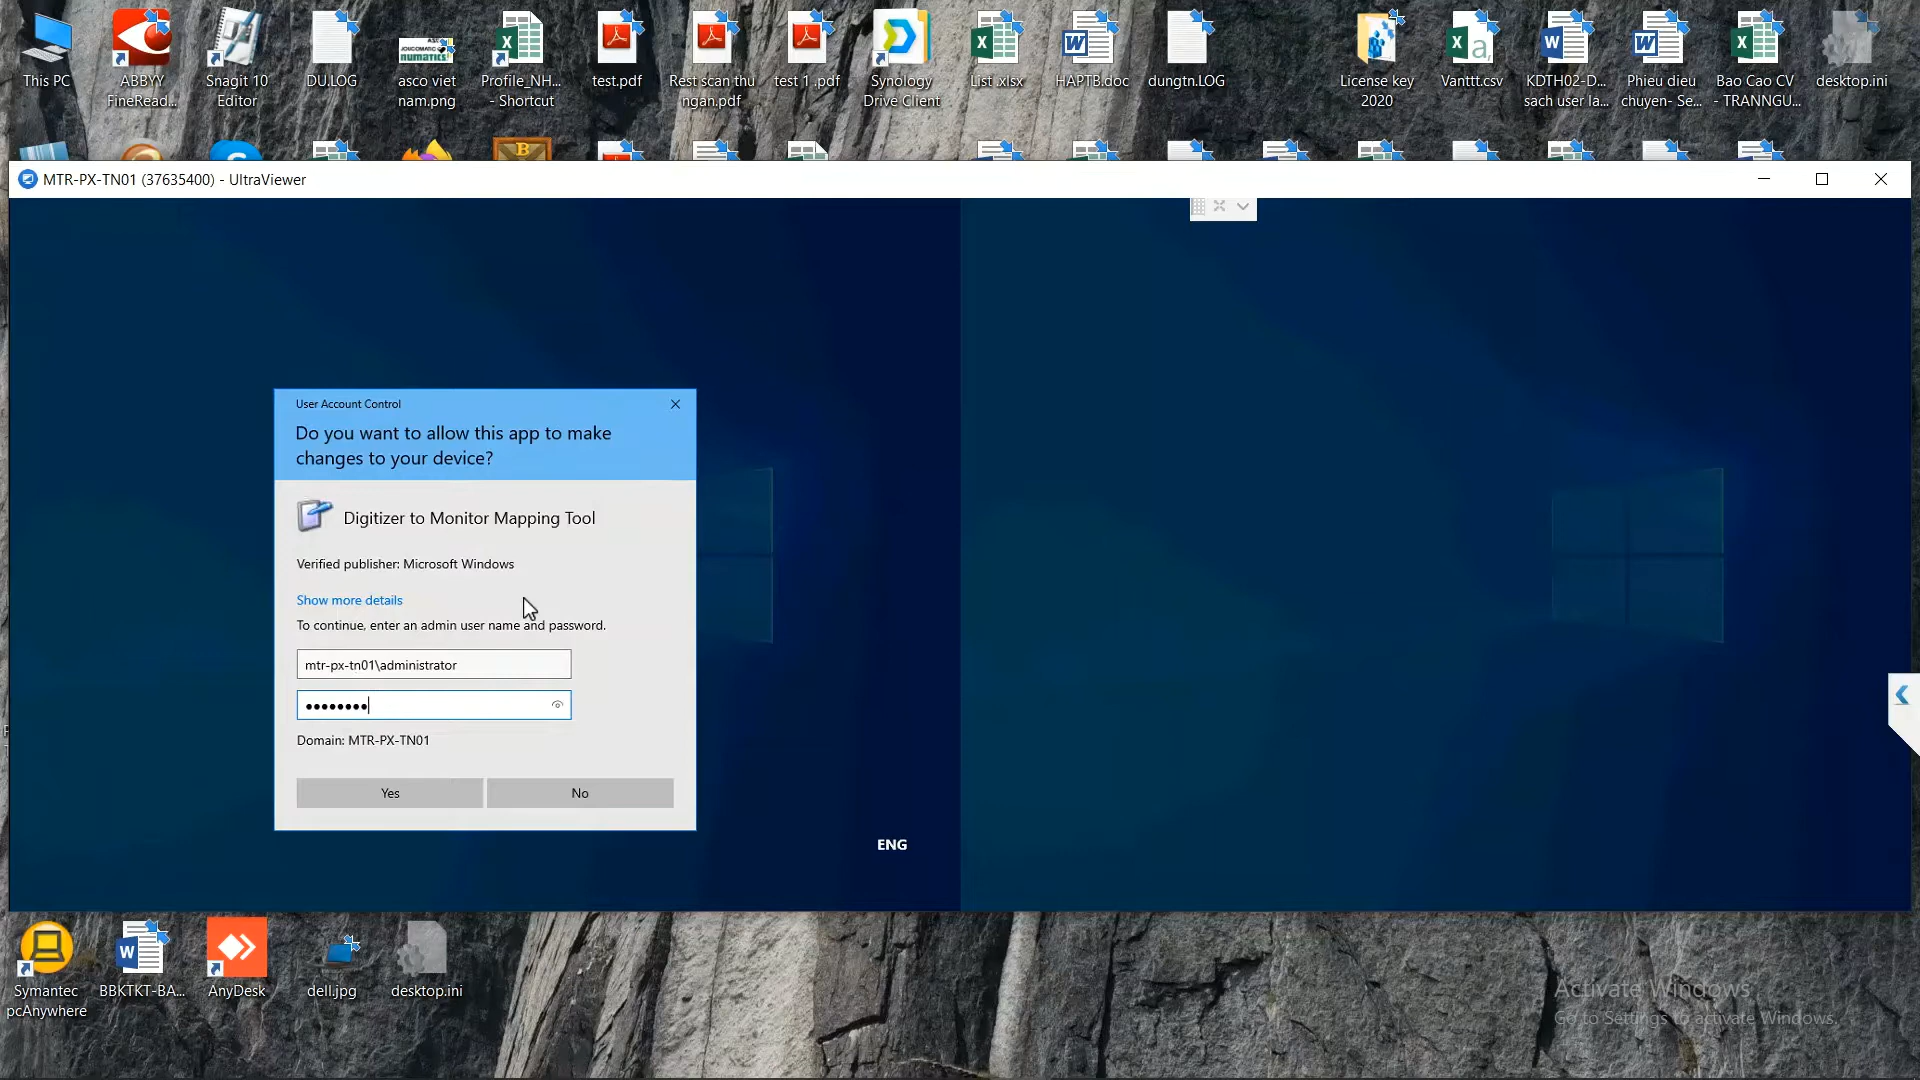 This PC
ABBYY
FineRead...
Snagit 10
Editor
DU.LOG
asco viet
nam.png
Profile_NH...
- Shortcut
test.pdf
Rest scan thu
ngan.pdf
test 1 .pdf
Synology
Drive Client
List .xlsx
HAPTB.doc
dungtn.LOG
License key
2020
Vanttt.csv
KDTH02-D...
sach user la...
Phieu dieu
chuyen- Se...
Bao Cao CV
- TRANNGU...
desktop.ini
MTR-PX-TN01 (37635400) - UltraViewer
User Account Control
Do you want to allow this app to make
changes to your device?
Digitizer to Monitor Mapping Tool
Verified publisher: Microsoft Windows
Show more details
To continue, enter an admin user name and password.
mtr-px-tn01\administrator
••••••••
Domain: MTR-PX-TN01
Yes
No
ENG
Symantec
pcAnywhere
BBKTKT-BA...
AnyDesk
dell.jpg
desktop.ini
Activate Windows
Go to Settings to activate Windows.